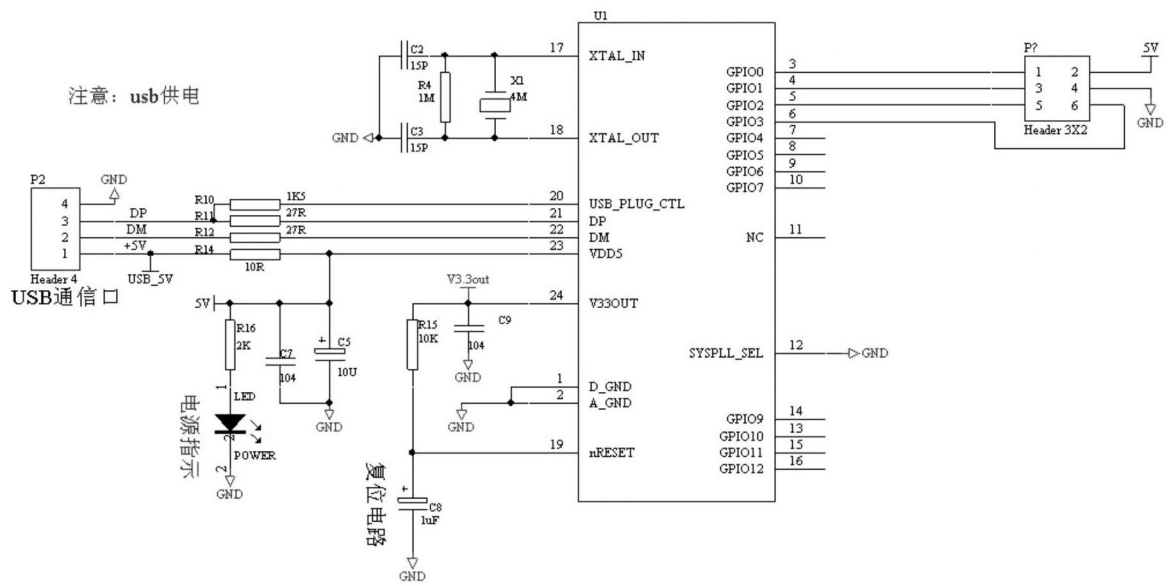 U1
C2
15P
17
XTAL_IN
R4
1M
X1
4M
注意：usb供电
GND
C3
15P
18
XTAL_OUT
GPIO0
3
GPIO1
4
GPIO2
5
GPIO3
6
GPIO4
7
GPIO5
8
GPIO6
9
GPIO7
10
P?
1
2
3
4
5
6
Header 3X2
5V
GND
P2
GND
4
3
2
1
DP
DM
+5V
Header 4
USB_5V
USB通信口
R10
1K5
R11
27R
R12
27R
R14
10R
20
USB_PLUG_CTL
21
DP
22
DM
23
VDD5
NC
11
5V
V3.3out
24
V33OUT
R16
2K
C7
104
C5
10U
+
R15
10K
C9
104
GND
SYSPLL_SEL
12
GND
1
D_GND
2
A_GND
GND
GND
1
LED
2
POWER
2
GND
电源指示
19
nRESET
GPIO9
14
GPIO10
13
GPIO11
15
GPIO12
16
复位电路
+
C8
1uF
GND